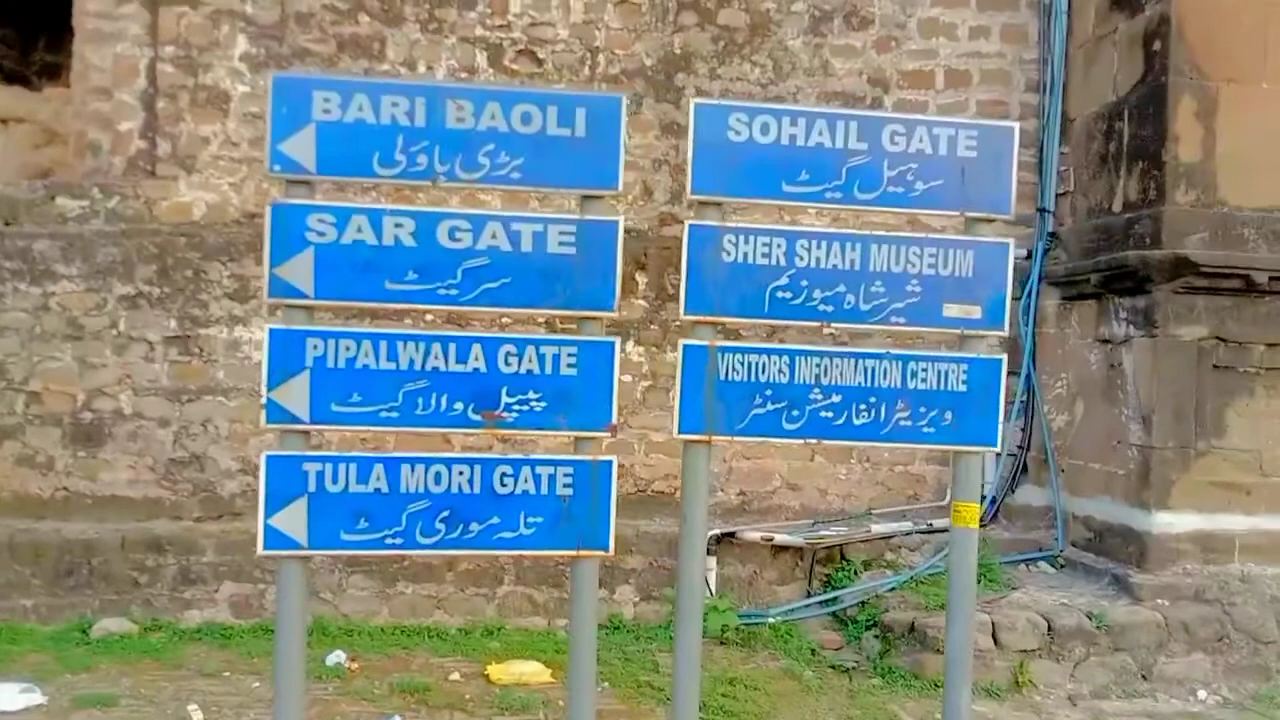 BARI BAOLI
بڑی باؤلی
SAR GATE
سر گیٹ
PIPALWALA GATE
پیپل والا گیٹ
TULA MORI GATE
تلہ موری گیٹ
SOHAIL GATE
سوہیل گیٹ
SHER SHAH MUSEUM
شیر شاہ میوزیم
VISITORS INFORMATION CENTRE
ویزیٹر انفارمیشن سنٹر